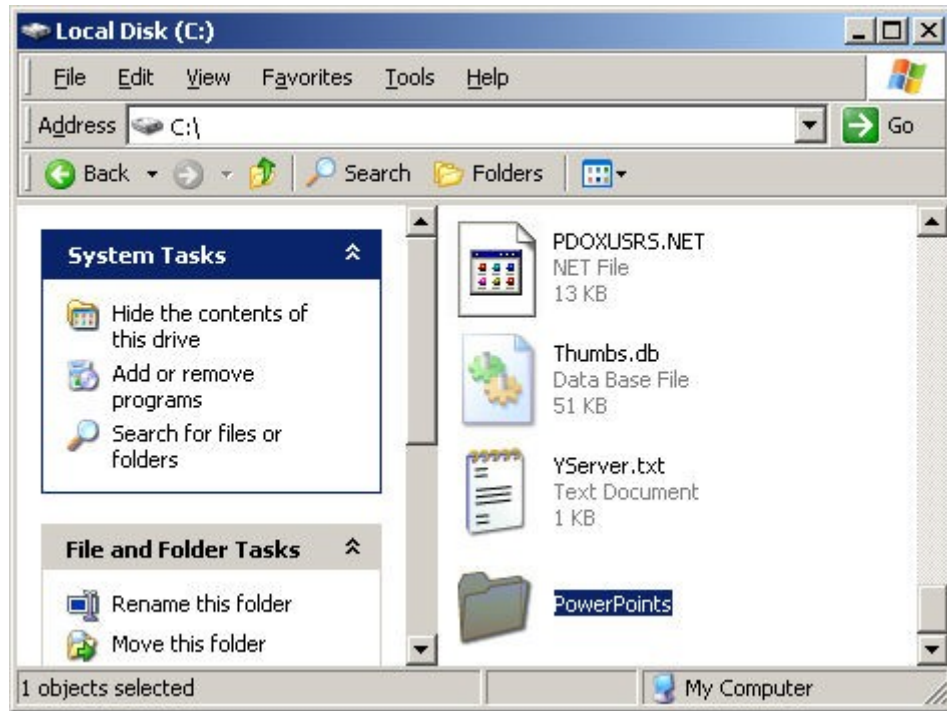 Local Disk (C:)
File Edit View Favorites Tools Help
Address C:\ Go
Back Search Folders
System Tasks
Hide the contents of
this drive
Add or remove
programs
Search for files or
folders
File and Folder Tasks
Rename this folder
Move this folder
PDOXUSRS.NET
NET File
13 KB
Thumbs.db
Data Base File
51 KB
YServer.txt
Text Document
1 KB
PowerPoints
1 objects selected
My Computer